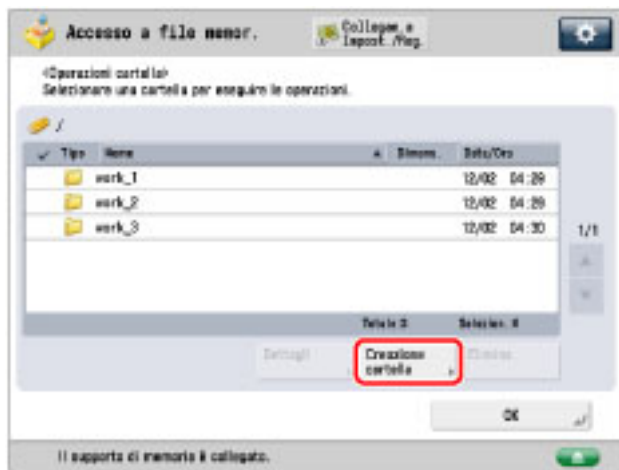 Accesso a file memor.
Collegam. a
Impost./Reg.
<Operazioni cartella>
Selezionare una cartella per eseguire le operazioni.
/
Tipo Nome Dimens. Data/Ora
work_1 12/02 04:29
work_2 12/02 04:29
work_3 12/02 04:30
1/1
Totale 3 Selezion. 0
Dettagli Creazione Elimina
cartella
OK
Il supporto di memoria è collegato.